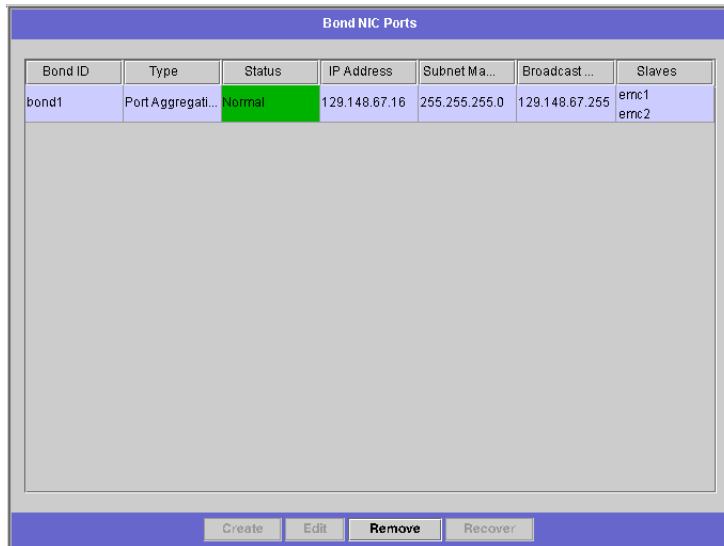 Bond NIC Ports
Bond ID Type Status IP Address Subnet Ma... Broadcast ... Slaves
bond1 Port Aggregati... Normal 129.148.67.16 255.255.255.0 129.148.67.255 emc1
emc2
Create Edit Remove Recover